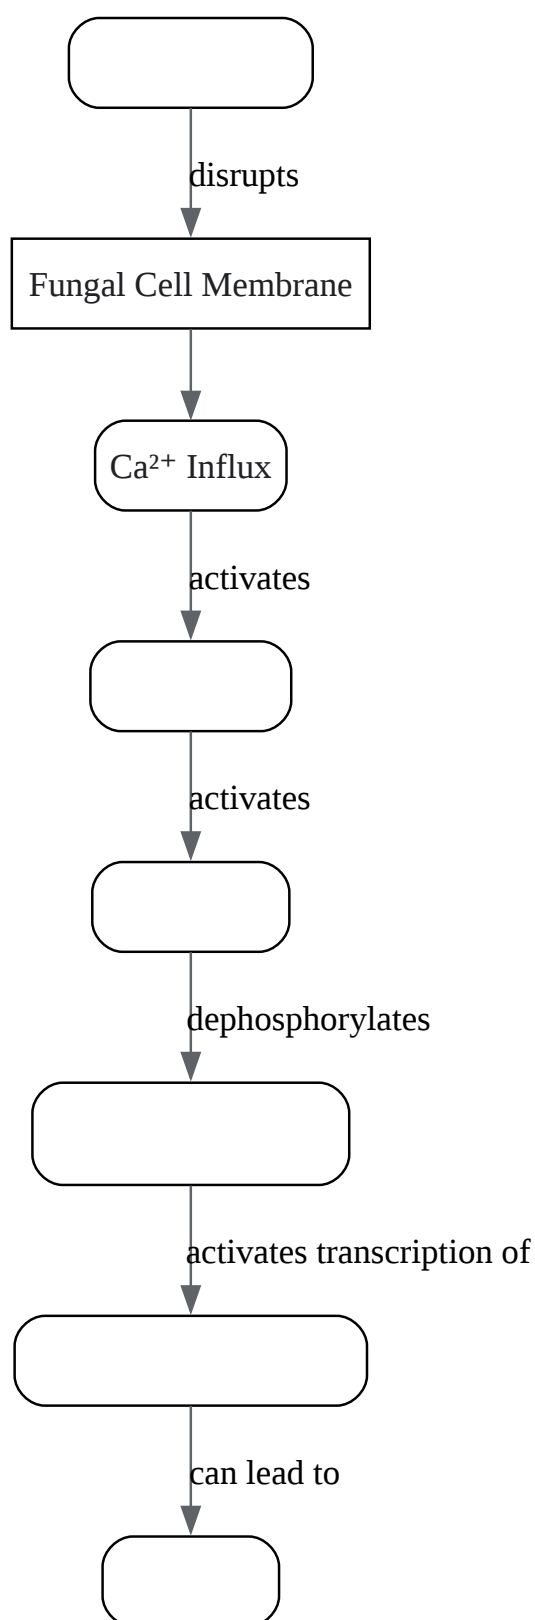 disrupts
Fungal Cell Membrane
Ca²⁺ Influx
activates
activates
dephosphorylates
activates transcription of
can lead to